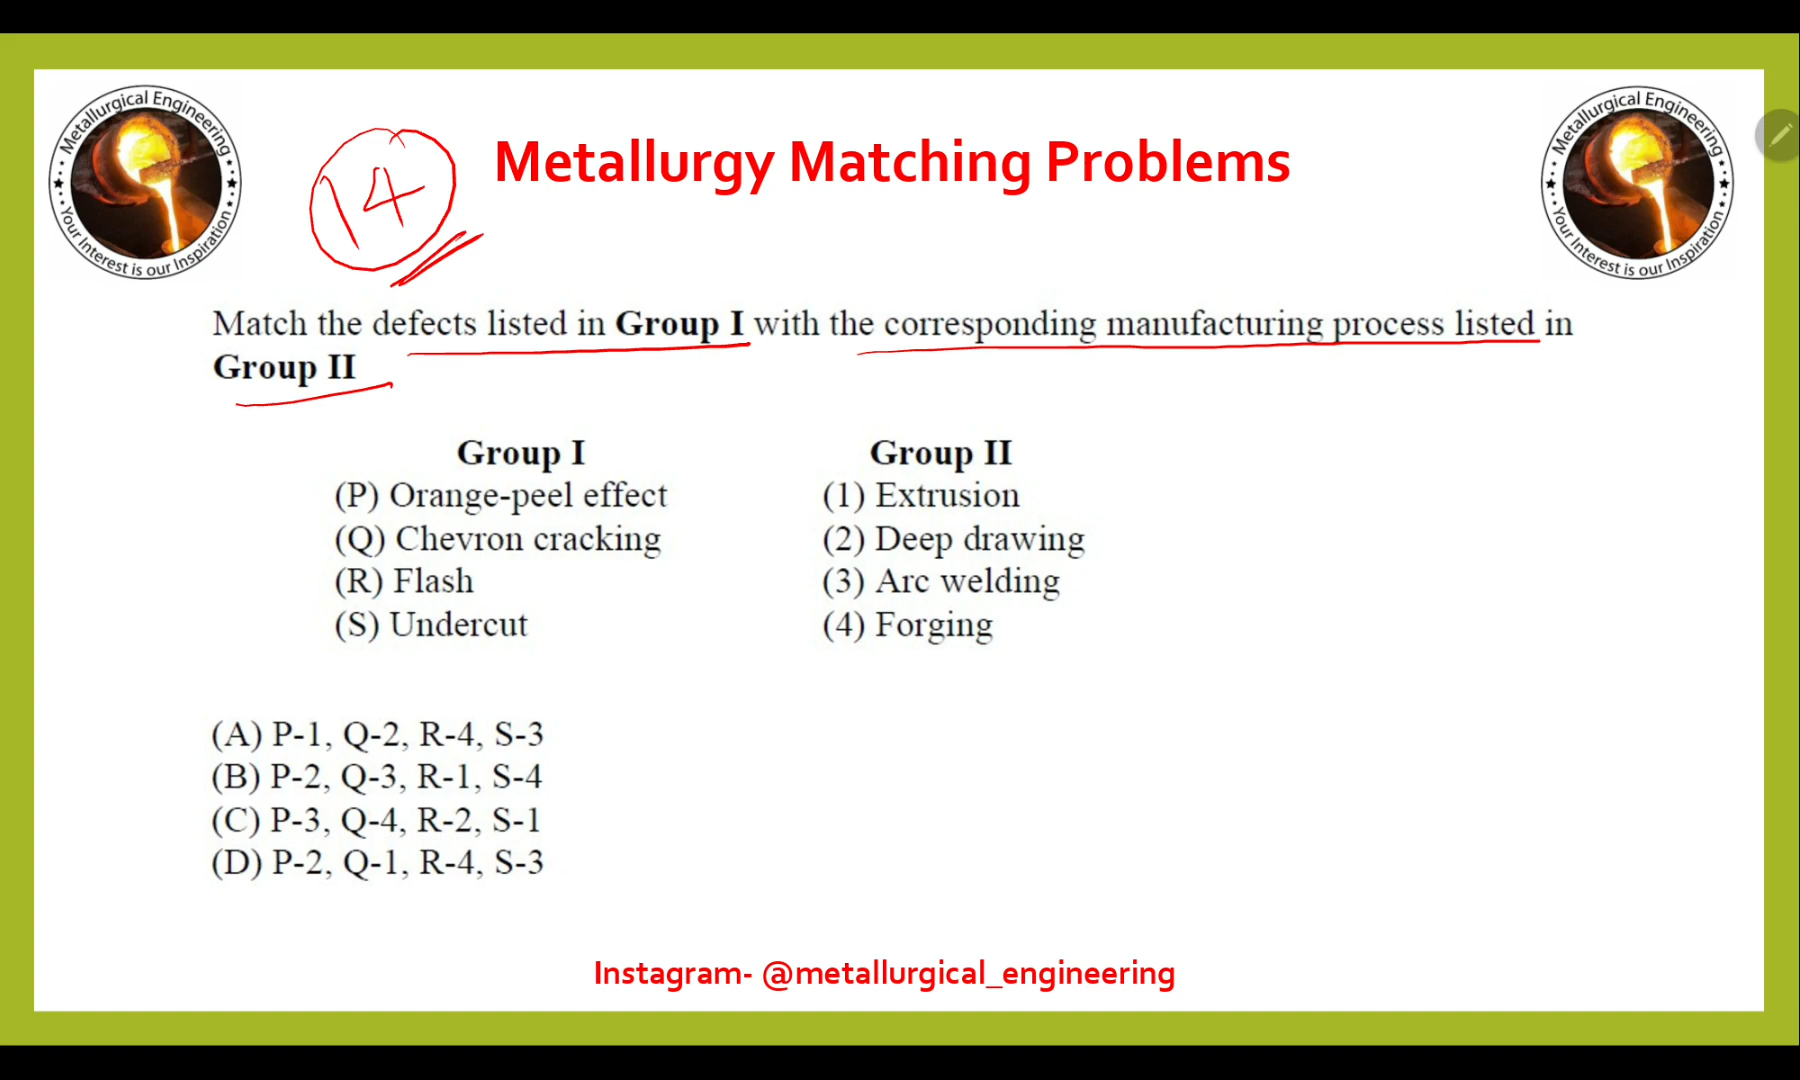 Metallurgical Engineering
Your Interest is our Inspiration
14
Metallurgy Matching Problems
Metallurgical Engineering
Your Interest is our Inspiration
Match the defects listed in Group I with the corresponding manufacturing process listed in
Group II
Group I Group II
(P) Orange-peel effect (1) Extrusion
(Q) Chevron cracking (2) Deep drawing
(R) Flash (3) Arc welding
(S) Undercut (4) Forging
(A) P-1, Q-2, R-4, S-3
(B) P-2, Q-3, R-1, S-4
(C) P-3, Q-4, R-2, S-1
(D) P-2, Q-1, R-4, S-3
Instagram- @metallurgical_engineering